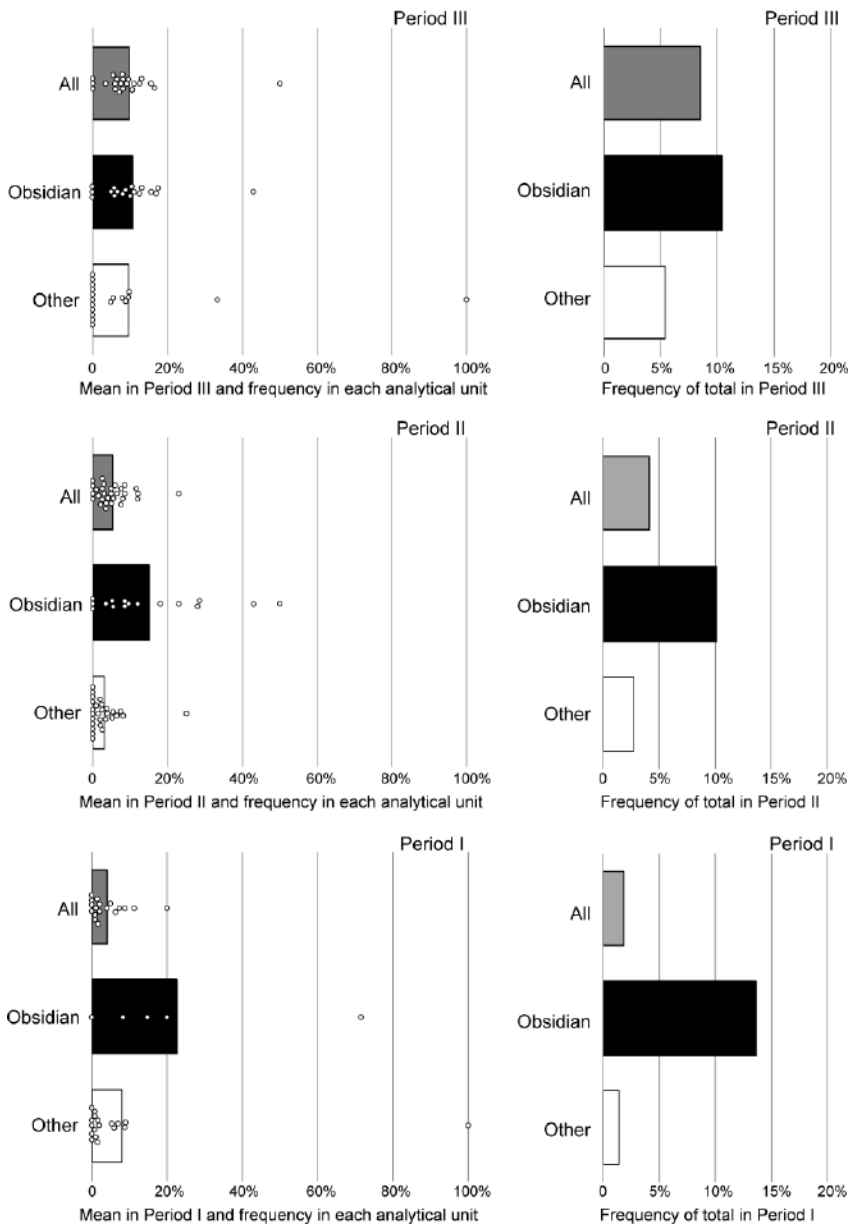 Period III
All
Obsidian
Other
0 20% 40% 60% 80% 100%
Mean in Period III and frequency in each analytical unit
Period III
All
Obsidian
Other
0 5% 10% 15% 20%
Frequency of total in Period III
Period II
All
Obsidian
Other
0 20% 40% 60% 80% 100%
Mean in Period II and frequency in each analytical unit
Period II
All
Obsidian
Other
0 5% 10% 15% 20%
Frequency of total in Period II
Period I
All
Obsidian
Other
0 20% 40% 60% 80% 100%
Mean in Period I and frequency in each analytical unit
Period I
All
Obsidian
Other
0 5% 10% 15% 20%
Frequency of total in Period I